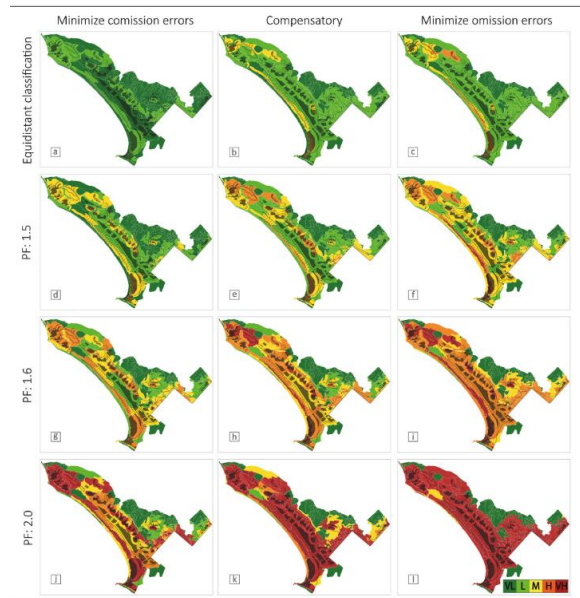 Minimize comission errors
Compensatory
Minimize omission errors
Equidistant classification
a
b
c
PF: 1.5
d
e
f
PF: 1.6
g
h
i
PF: 2.0
j
k
l
VL L M H VH